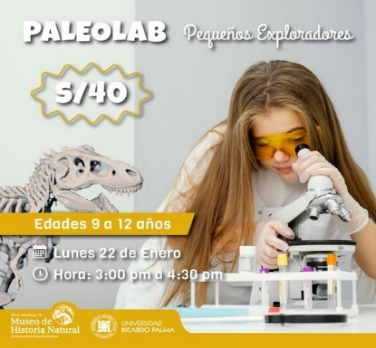 PALEOLAB Pequeños Exploradores
S/40
Edades 9 a 12 años
Lunes 22 de Enero
Hora: 3:00 pm a 4:30 pm
Museo de
Historia Natural
UNIVERSIDAD
RICARDO PALMA